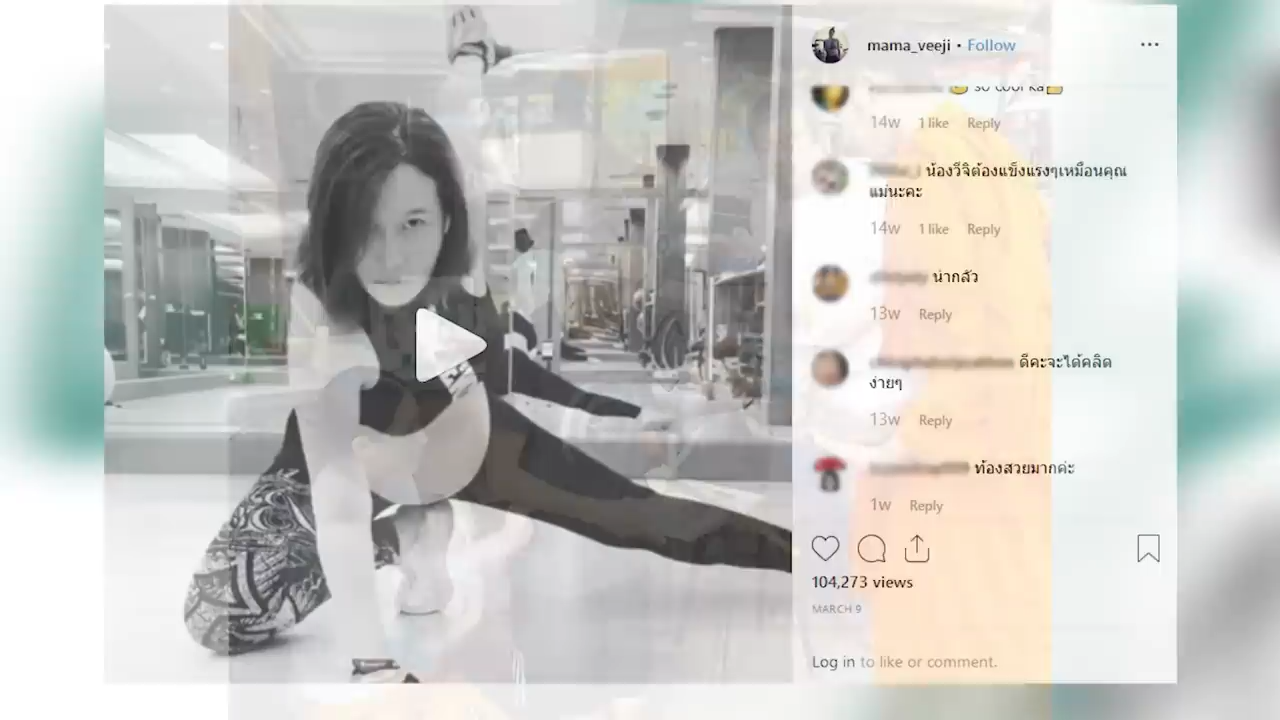 mama_veeji • Follow
so cool ka
14w 1 like Reply
น้องวีจิต้องแข็งแรงๆเหมือนคุณ
แม่นะคะ
14w 1 like Reply
น่ากลัว
13w Reply
ดีคะจะได้คลิด
ง่ายๆ
13w Reply
ท้องสวยมากค่ะ
1w Reply
104,273 views
MARCH 9
Log in to like or comment.